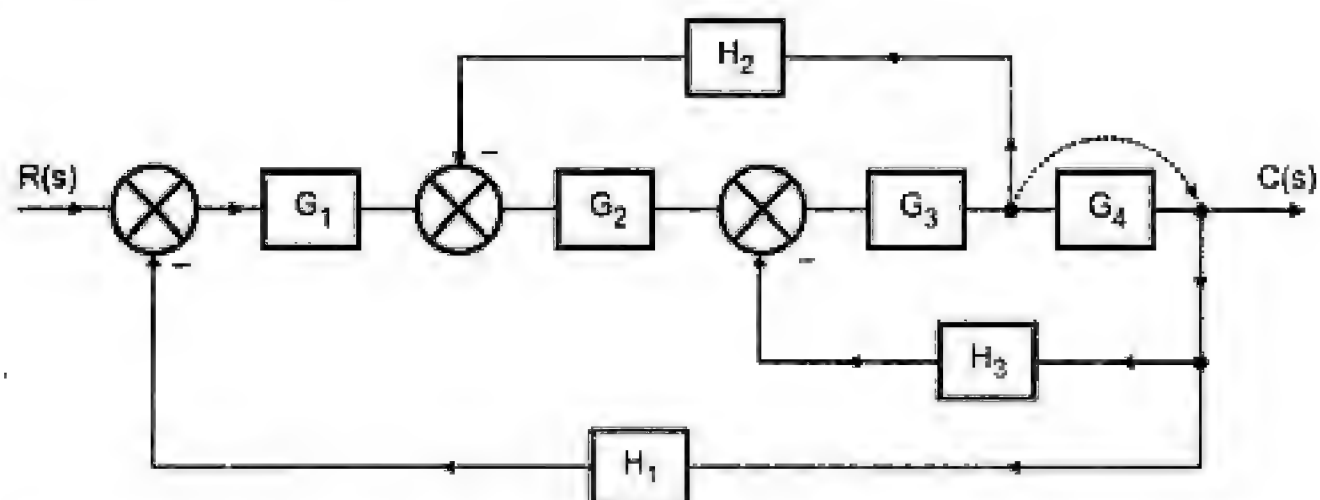 H₂
R(s)
G₁
G₂
G₃
G₄
C(s)
−
−
−
H₃
H₁